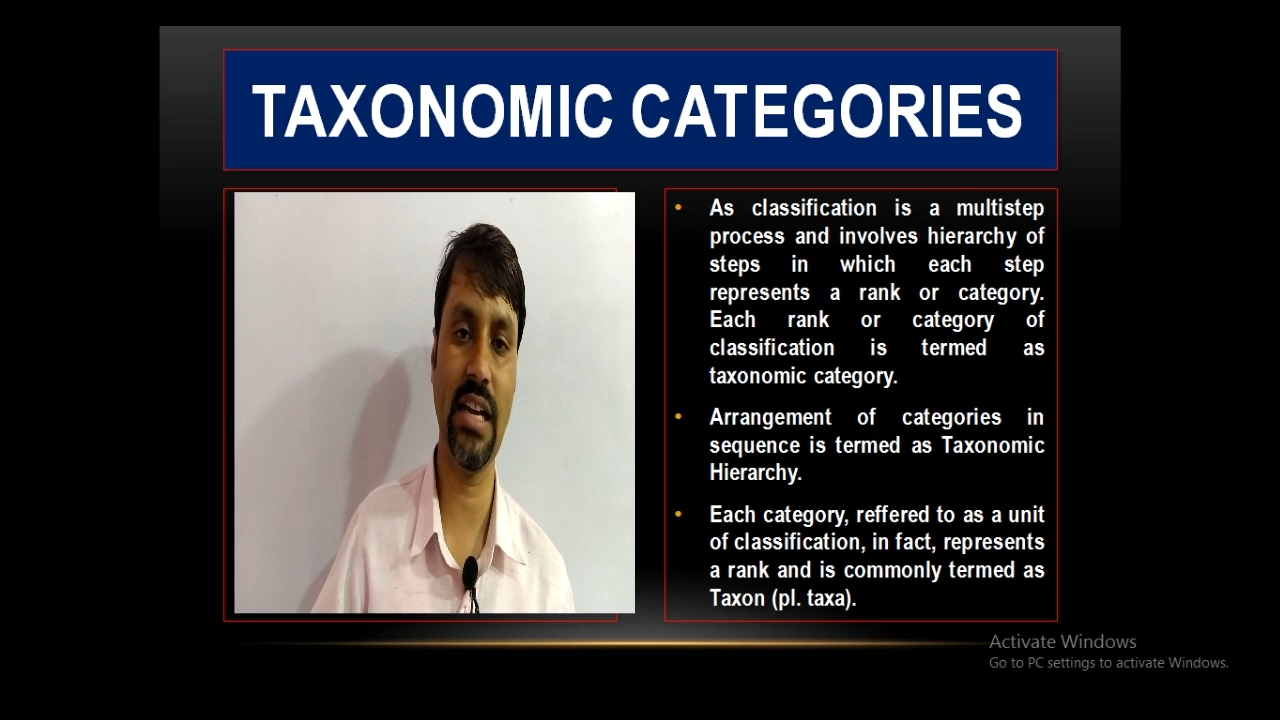 TAXONOMIC CATEGORIES
• As classification is a multistep
process and involves hierarchy of
steps in which each step
represents a rank or category.
Each rank or category of
classification is termed as
taxonomic category.
• Arrangement of categories in
sequence is termed as Taxonomic
Hierarchy.
• Each category, reffered to as a unit
of classification, in fact, represents
a rank and is commonly termed as
Taxon (pl. taxa).
Activate Windows
Go to PC settings to activate Windows.